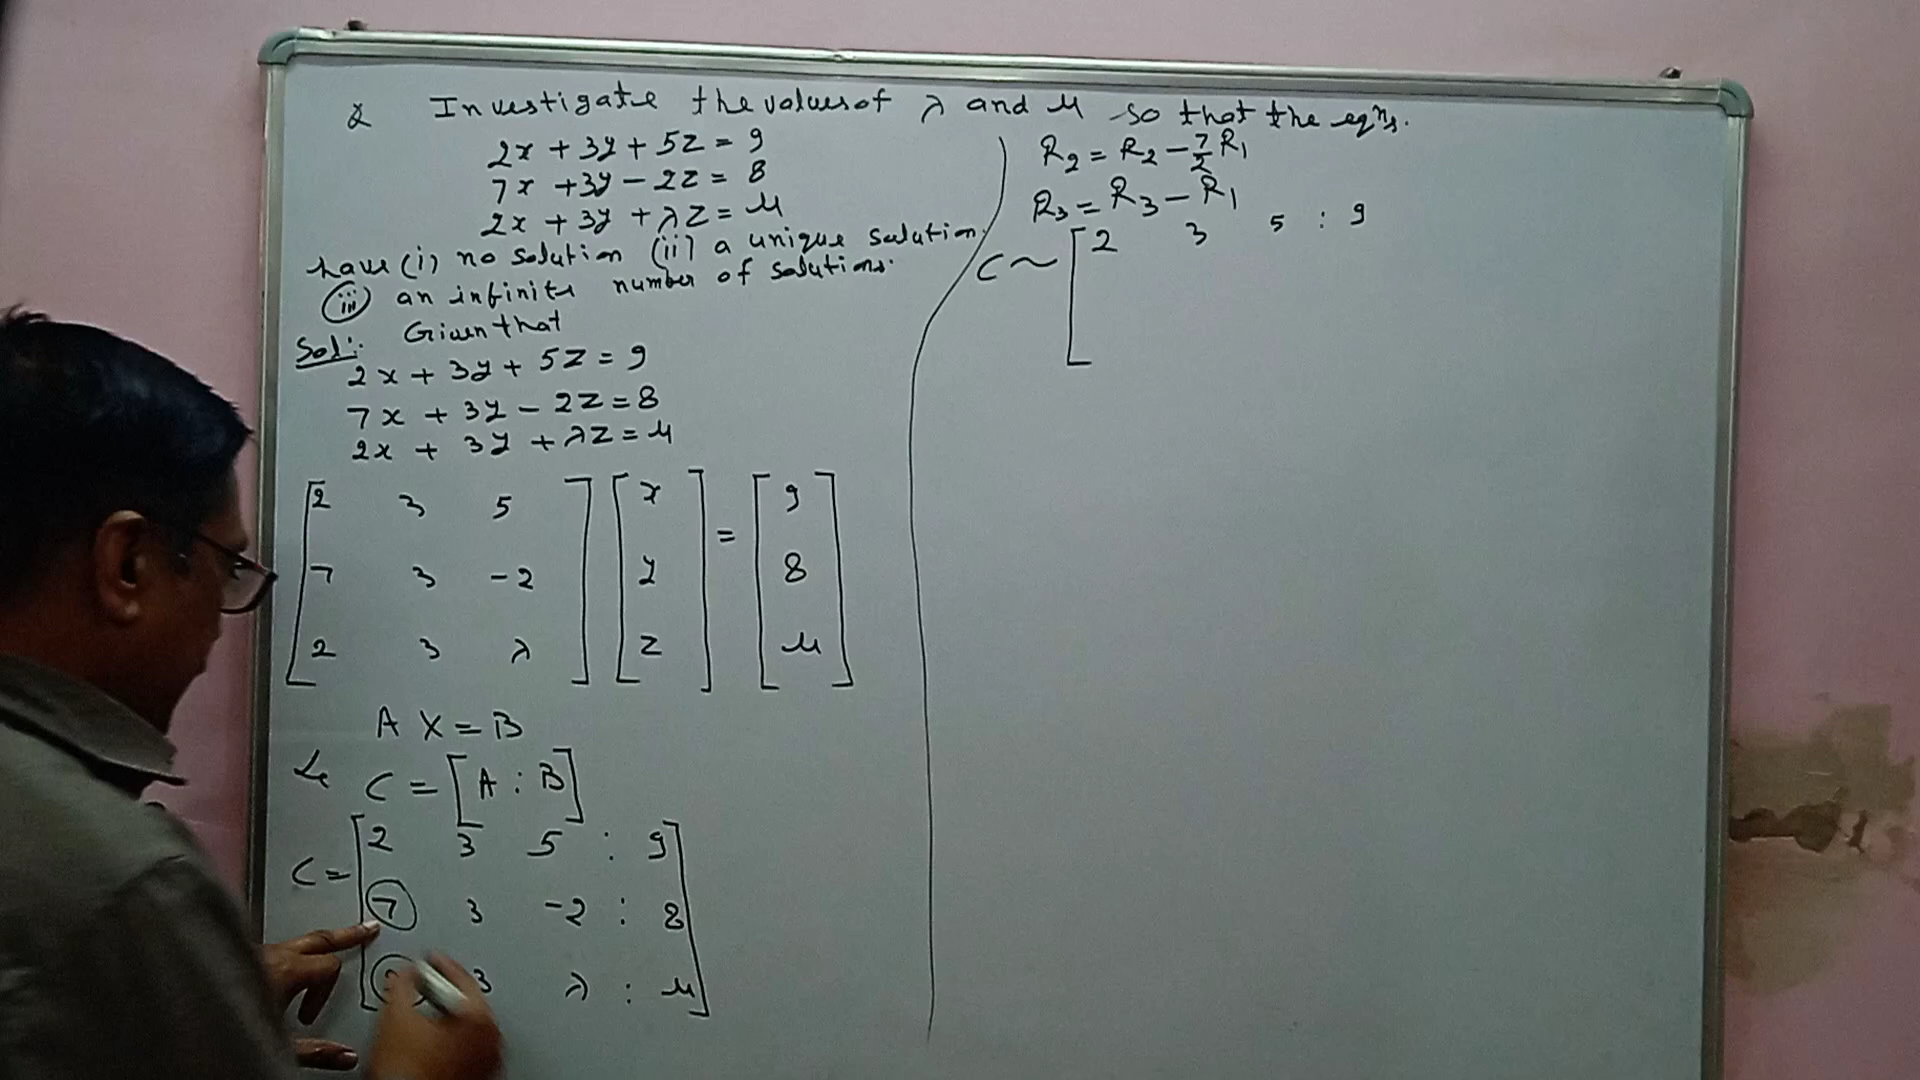 Q Investigate the values of λ and μ so that the eqns.
2x + 3y + 5z = 9
7x + 3y - 2z = 8
2x + 3y + λz = μ
have (i) no solution (ii) a unique solution.
(iii) an infinite number of solutions.
Sol: Given that
2x + 3y + 5z = 9
7x + 3y - 2z = 8
2x + 3y + λz = μ
[2 3 5] [x] = [9]
[7 3 -2] [y] [8]
[2 3 λ] [z] [μ]
A X = B
C = [A : B]
C = [2 3 5 : 9]
[7 3 -2 : 8]
3 λ : μ]
R2 = R2 - 7/2 R1
R3 = R3 - R1
C ~ [2 3 5 : 9